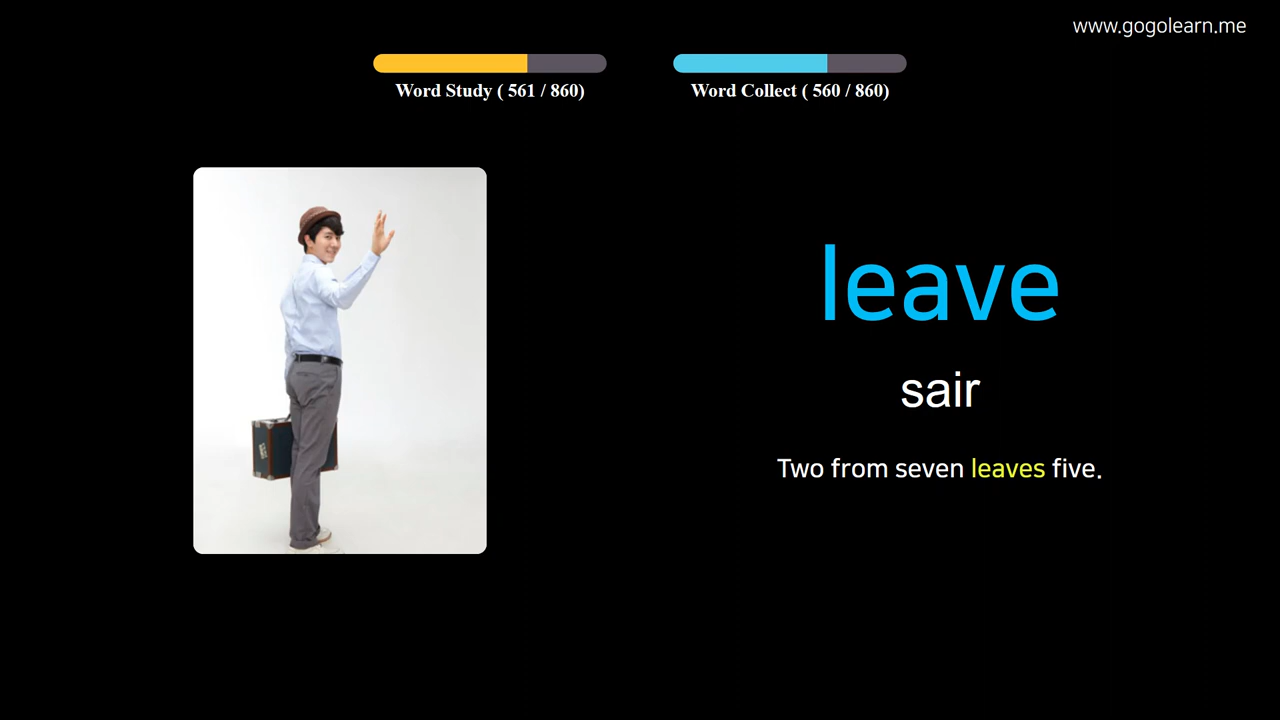 www.gogolearn.me
Word Study ( 561 / 860)
Word Collect ( 560 / 860)
leave
sair
Two from seven leaves five.